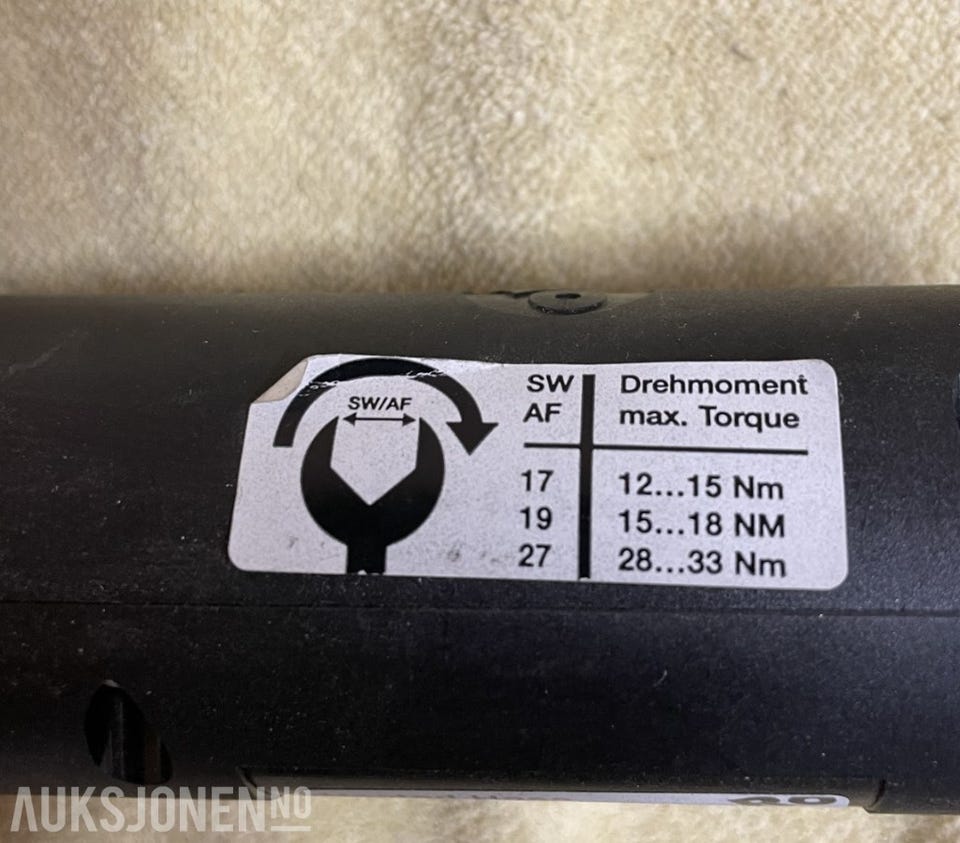 SW/AF
SW Drehmoment
AF max. Torque
17 12...15 Nm
19 15...18 NM
27 28...33 Nm
AUKSJONEN NO